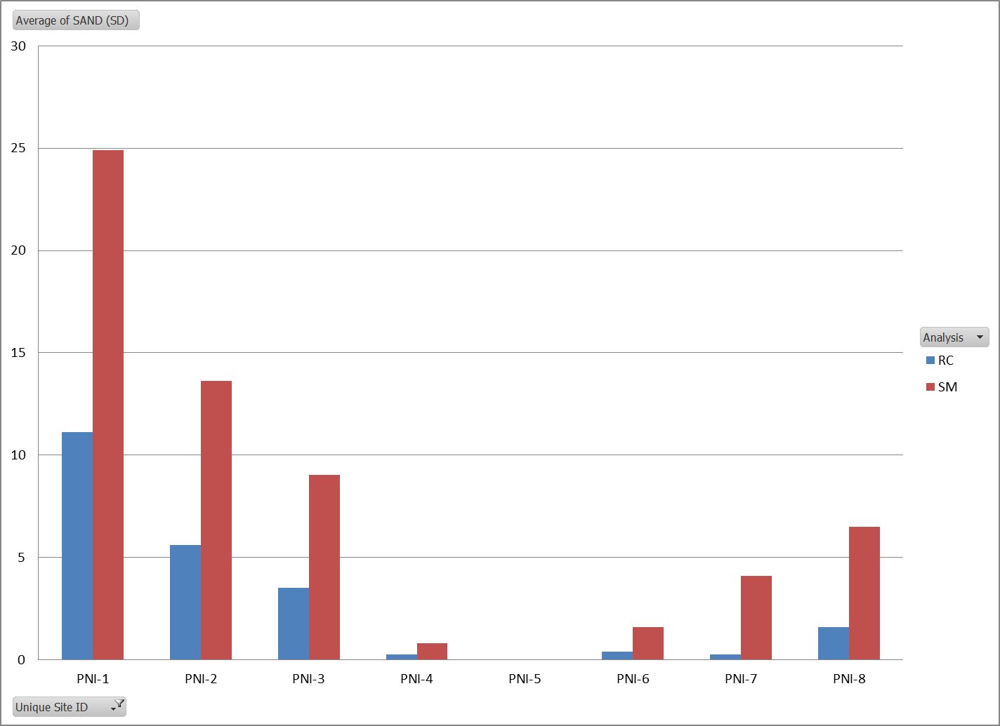 Average of SAND (SD)
30
25
20
15
10
5
0
PNI-1 PNI-2 PNI-3 PNI-4 PNI-5 PNI-6 PNI-7 PNI-8
Analysis
RC
SM
Unique Site ID